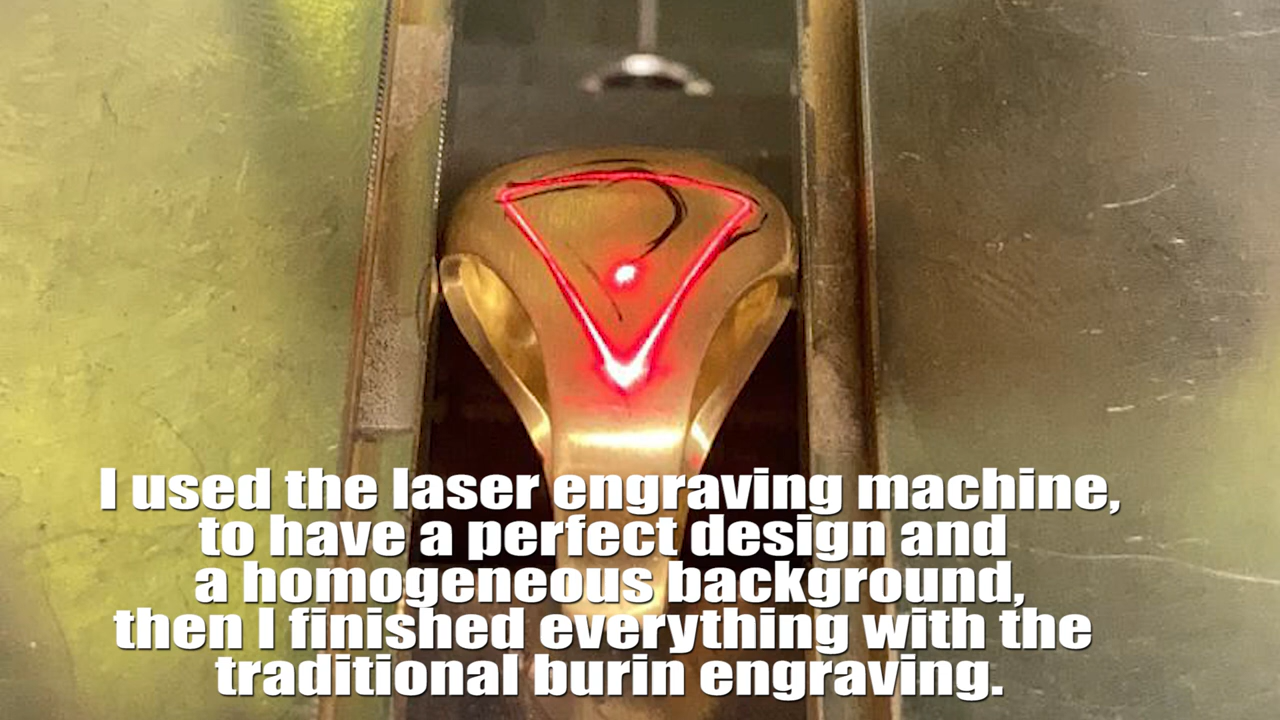 I used the laser engraving machine,
to have a perfect design and
a homogeneous background,
then I finished everything with the
traditional burin engraving.